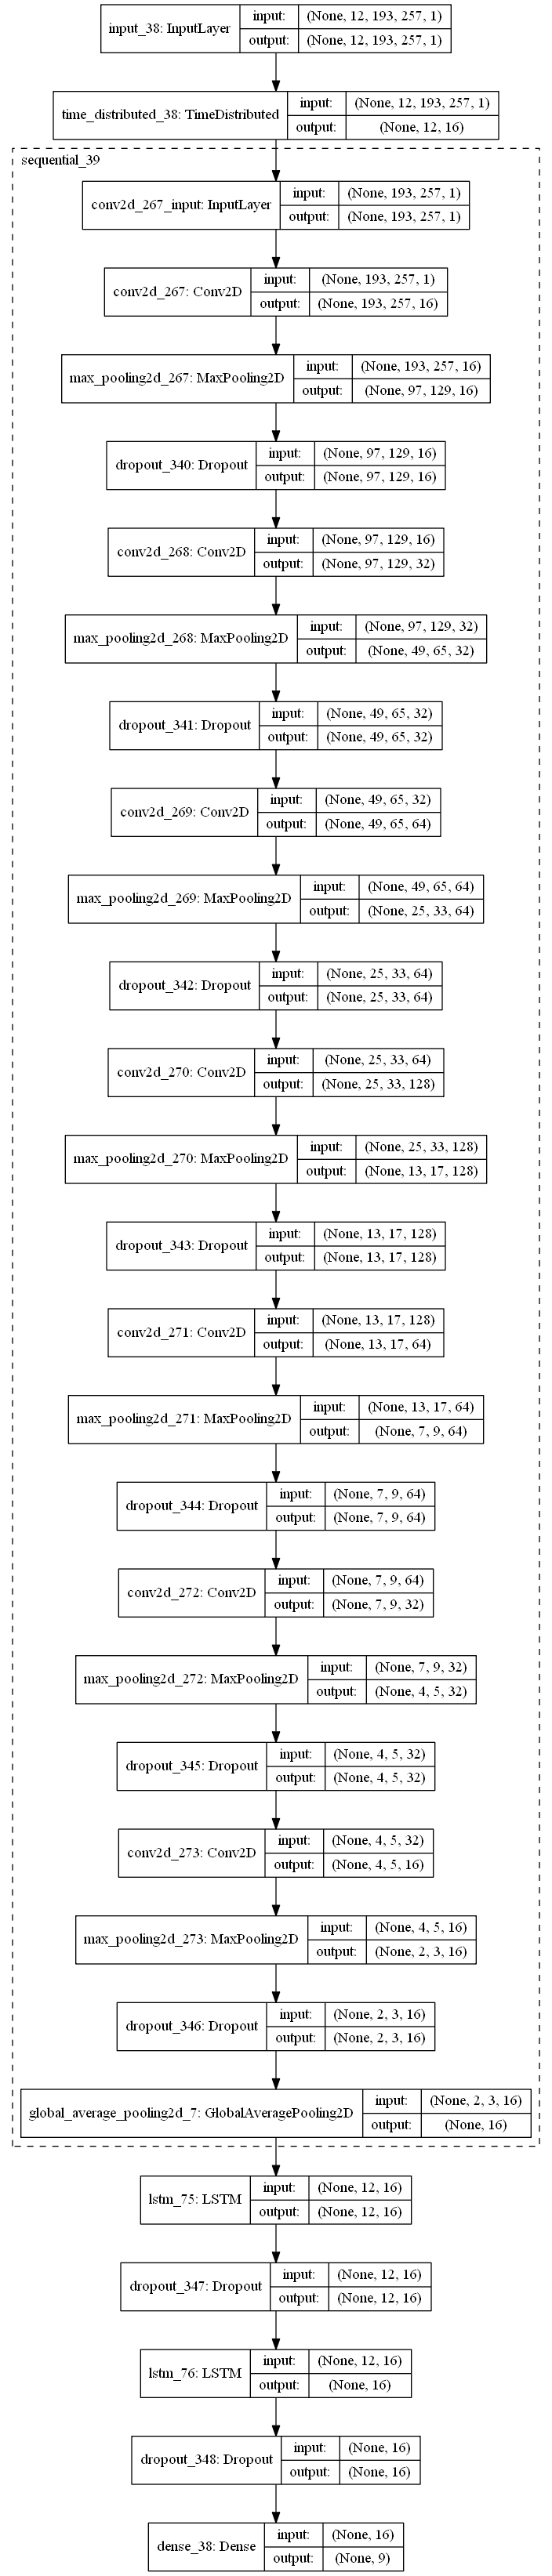 input_38: InputLayer input: (None, 12, 193, 257, 1)
output: (None, 12, 193, 257, 1)
time_distributed_38: TimeDistributed input: (None, 12, 193, 257, 1)
output: (None, 12, 16)
sequential_39
conv2d_267_input: InputLayer input: (None, 193, 257, 1)
output: (None, 193, 257, 1)
conv2d_267: Conv2D input: (None, 193, 257, 1)
output: (None, 193, 257, 16)
max_pooling2d_267: MaxPooling2D input: (None, 193, 257, 16)
output: (None, 97, 129, 16)
dropout_340: Dropout input: (None, 97, 129, 16)
output: (None, 97, 129, 16)
conv2d_268: Conv2D input: (None, 97, 129, 16)
output: (None, 97, 129, 32)
max_pooling2d_268: MaxPooling2D input: (None, 97, 129, 32)
output: (None, 49, 65, 32)
dropout_341: Dropout input: (None, 49, 65, 32)
output: (None, 49, 65, 32)
conv2d_269: Conv2D input: (None, 49, 65, 32)
output: (None, 49, 65, 64)
max_pooling2d_269: MaxPooling2D input: (None, 49, 65, 64)
output: (None, 25, 33, 64)
dropout_342: Dropout input: (None, 25, 33, 64)
output: (None, 25, 33, 64)
conv2d_270: Conv2D input: (None, 25, 33, 64)
output: (None, 25, 33, 128)
max_pooling2d_270: MaxPooling2D input: (None, 25, 33, 128)
output: (None, 13, 17, 128)
dropout_343: Dropout input: (None, 13, 17, 128)
output: (None, 13, 17, 128)
conv2d_271: Conv2D input: (None, 13, 17, 128)
output: (None, 13, 17, 64)
max_pooling2d_271: MaxPooling2D input: (None, 13, 17, 64)
output: (None, 7, 9, 64)
dropout_344: Dropout input: (None, 7, 9, 64)
output: (None, 7, 9, 64)
conv2d_272: Conv2D input: (None, 7, 9, 64)
output: (None, 7, 9, 32)
max_pooling2d_272: MaxPooling2D input: (None, 7, 9, 32)
output: (None, 4, 5, 32)
dropout_345: Dropout input: (None, 4, 5, 32)
output: (None, 4, 5, 32)
conv2d_273: Conv2D input: (None, 4, 5, 32)
output: (None, 4, 5, 16)
max_pooling2d_273: MaxPooling2D input: (None, 4, 5, 16)
output: (None, 2, 3, 16)
dropout_346: Dropout input: (None, 2, 3, 16)
output: (None, 2, 3, 16)
global_average_pooling2d_7: GlobalAveragePooling2D input: (None, 2, 3, 16)
output: (None, 16)
lstm_75: LSTM input: (None, 12, 16)
output: (None, 12, 16)
dropout_347: Dropout input: (None, 12, 16)
output: (None, 12, 16)
lstm_76: LSTM input: (None, 12, 16)
output: (None, 16)
dropout_348: Dropout input: (None, 16)
output: (None, 16)
dense_38: Dense input: (None, 16)
output: (None, 9)